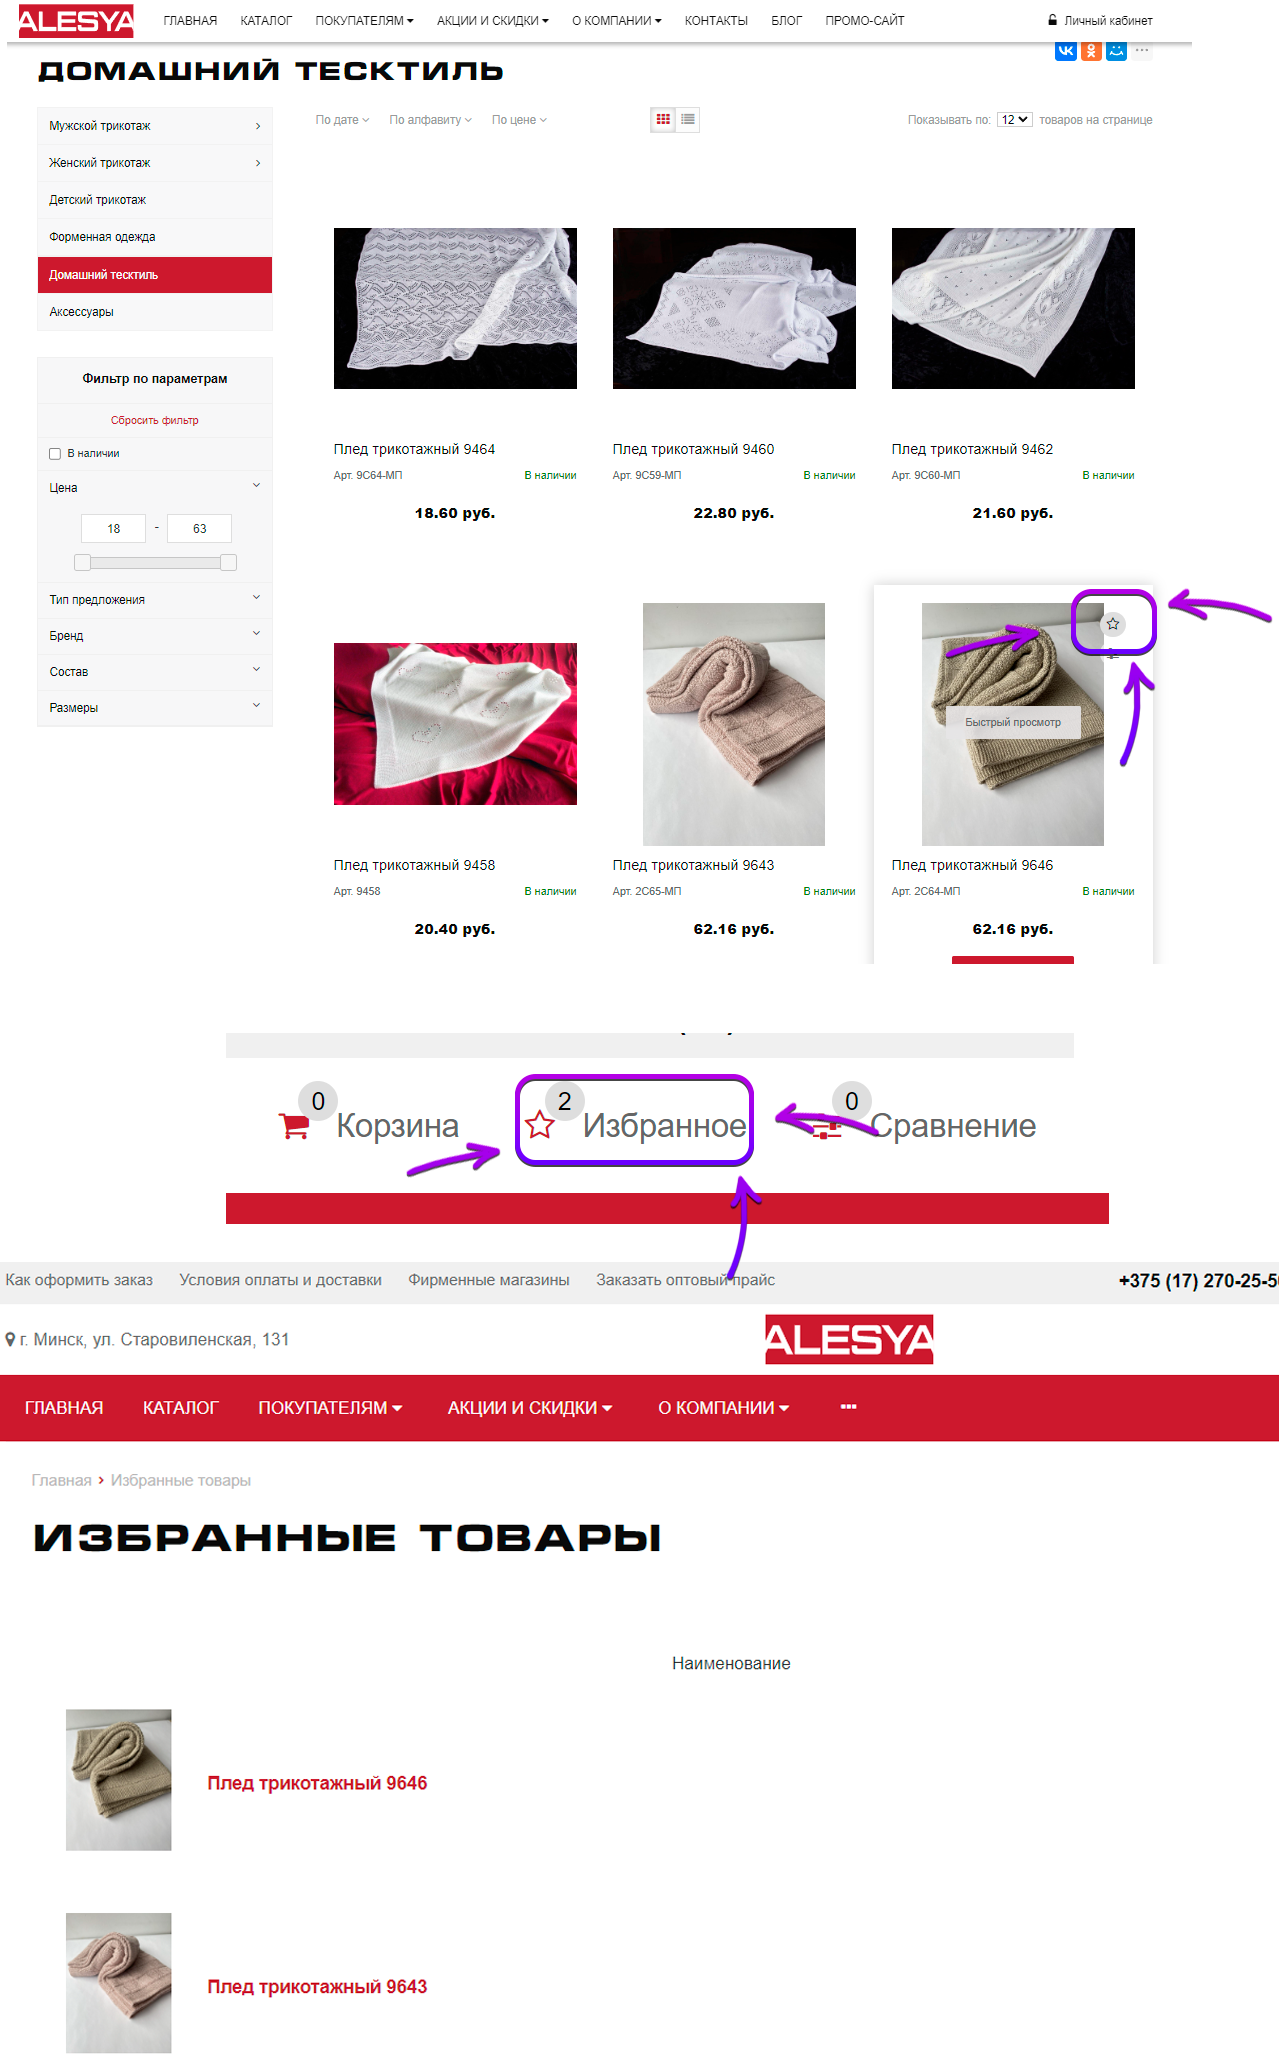 ALESYA ГЛАВНАЯ КАТАЛОГ ПОКУПАТЕЛЯМ АКЦИИ И СКИДКИ О КОМПАНИИ КОНТАКТЫ БЛОГ ПРОМО-САЙТ Личный кабинет
ДОМАШНИЙ ТЕСКТИЛЬ
Мужской трикотаж
Женский трикотаж
Детский трикотаж
Форменная одежда
Домашний тесктиль
Аксессуары
Фильтр по параметрам
Сбросить фильтр
В наличии
Цена
18 - 63
Тип предложения
Бренд
Состав
Размеры
По дате По алфавиту По цене Показывать по: 12 товаров на странице
Плед трикотажный 9464 Плед трикотажный 9460 Плед трикотажный 9462
Арт. 9С64-МП В наличии Арт. 9С59-МП В наличии Арт. 9С60-МП В наличии
18.60 руб. 22.80 руб. 21.60 руб.
Быстрый просмотр
Плед трикотажный 9458 Плед трикотажный 9643 Плед трикотажный 9646
Арт. 9458 В наличии Арт. 2С65-МП В наличии Арт. 2С64-МП В наличии
20.40 руб. 62.16 руб. 62.16 руб.
0 Корзина 2 Избранное 0 Сравнение
Как оформить заказ Условия оплаты и доставки Фирменные магазины Заказать оптовый прайс +375 (17) 270-25-5
г. Минск, ул. Старовиленская, 131 ALESYA
ГЛАВНАЯ КАТАЛОГ ПОКУПАТЕЛЯМ АКЦИИ И СКИДКИ О КОМПАНИИ ...
Главная > Избранные товары
ИЗБРАННЫЕ ТОВАРЫ
Наименование
Плед трикотажный 9646
Плед трикотажный 9643